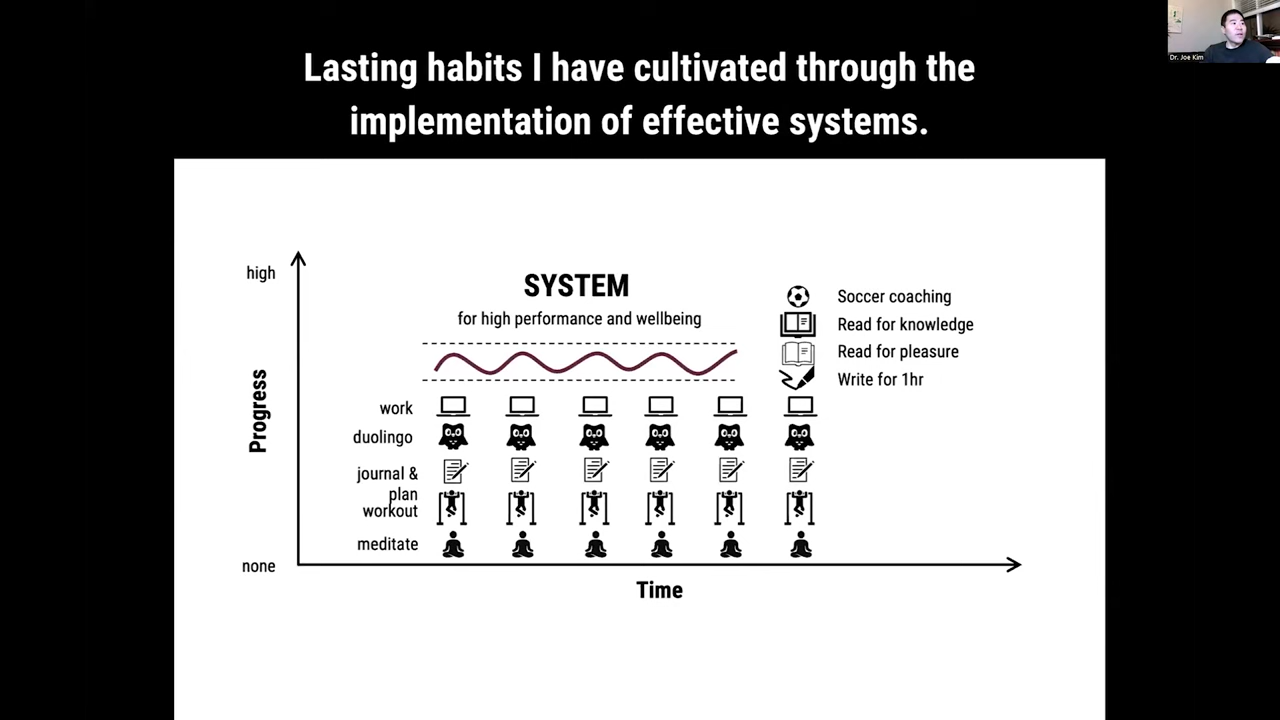 Lasting habits I have cultivated through the
implementation of effective systems.
Dr. Joe Kim
high
SYSTEM
for high performance and wellbeing
Soccer coaching
Read for knowledge
Read for pleasure
Write for 1hr
Progress
work
duolingo
journal &
plan
workout
meditate
none
Time